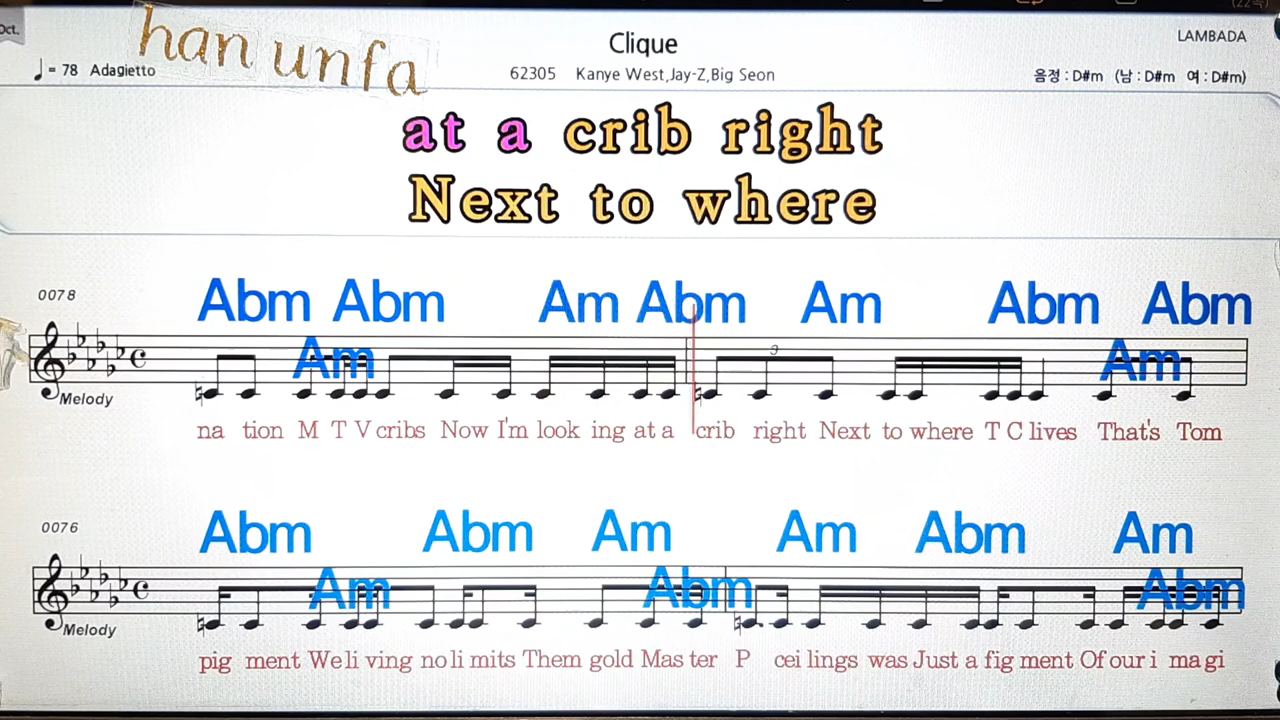 Oct.
han unfa
Clique
LAMBADA
= 78 Adagietto
62305 Kanye West,Jay-Z,Big Seon
음정 : D#m (남 : D#m 여 : D#m)
at a crib right
Next to where
0078
Abm Abm Am Abm Am Abm Abm
Am Am
3
Melody
na tion M T V cribs Now I'm look ing at a crib right Next to where T C lives That's Tom
0076
Abm Abm Am Am Abm Am
Am Abm Abm
Melody
pig ment We li ving no li mits Them gold Mas ter P cei lings was Just a fig ment Of our i ma gi